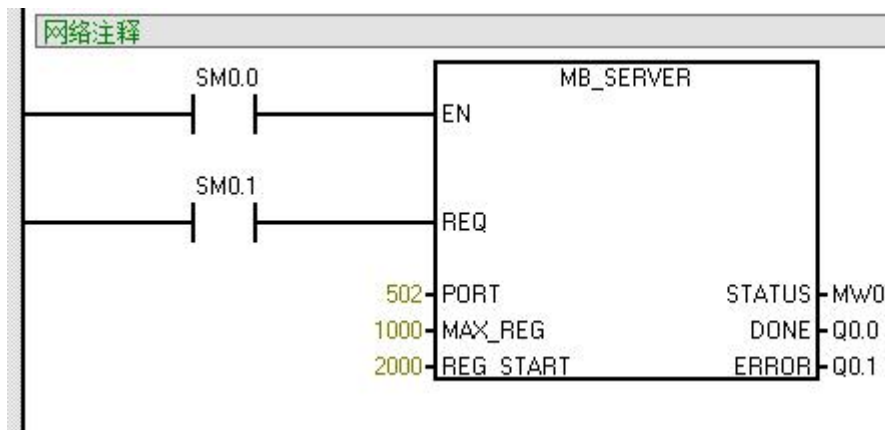 网络注释
SM0.0
MB_SERVER
EN
SM0.1
REQ
502 PORT STATUS MW0
1000 MAX_REG DONE Q0.0
2000 REG_START ERROR Q0.1